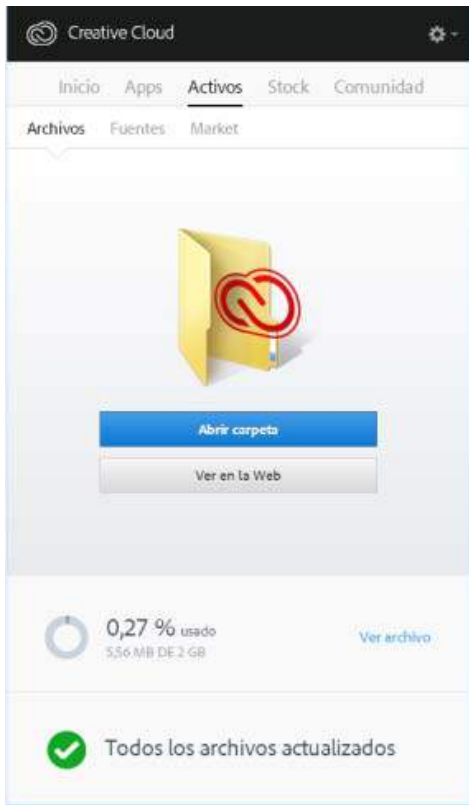 Creative Cloud
Inicio Apps Activos Stock Comunidad
Archivos Fuentes Market
Abrir carpeta
Ver en la Web
0,27 % usado
5,56 MB DE 2 GB
Ver archivo
Todos los archivos actualizados